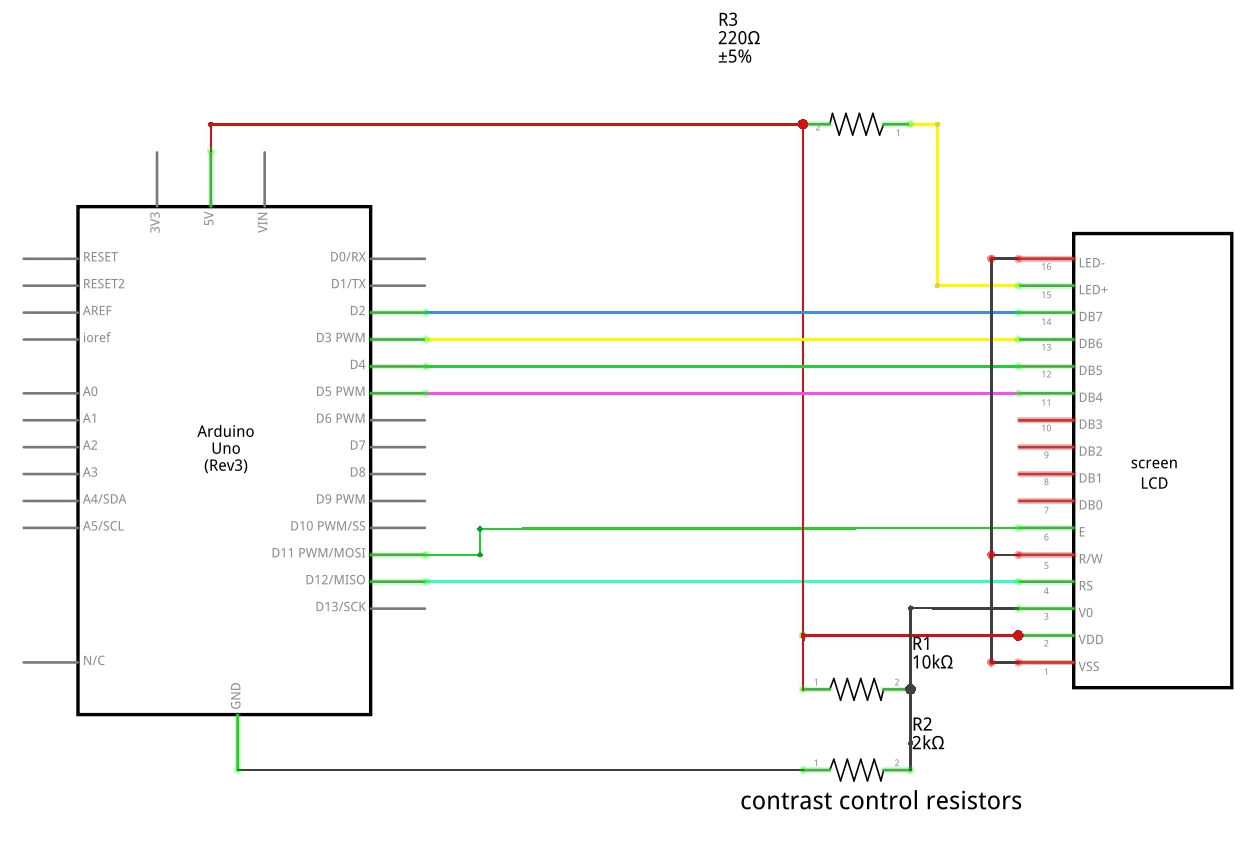 R3
220Ω
±5%
2
1
3V3
5V
VIN
RESET
RESET2
AREF
ioref
A0
A1
A2
A3
A4/SDA
A5/SCL
N/C
D0/RX
D1/TX
D2
D3 PWM
D4
D5 PWM
D6 PWM
D7
D8
D9 PWM
D10 PWM/SS
D11 PWM/MOSI
D12/MISO
D13/SCK
GND
Arduino
Uno
(Rev3)
16 LED-
15 LED+
14 DB7
13 DB6
12 DB5
11 DB4
10 DB3
9 DB2
8 DB1
7 DB0
6 E
5 R/W
4 RS
3 V0
2 VDD
1 VSS
screen
LCD
R1
10kΩ
1
2
R2
2kΩ
1
2
contrast control resistors